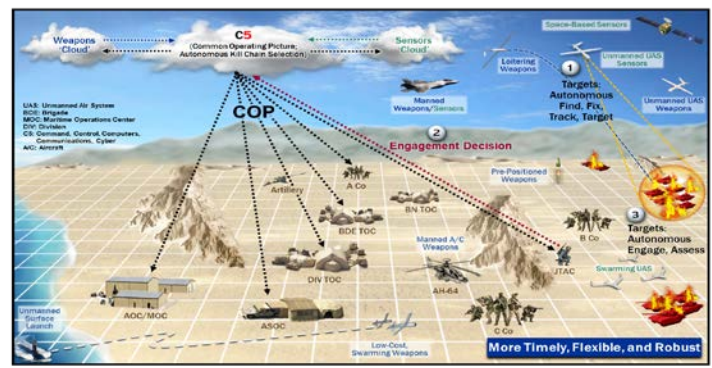 Weapons
'Cloud'
C5
(Common Operating Picture;
Autonomous Kill Chain Selection)
Sensors
'Cloud'
Space-Based Sensors
Loitering
Weapons
Unmanned UAS
Sensors
1
Targets:
Autonomous
Find, Fix,
Track, Target
Unmanned UAS
Weapons
Manned
Weapons/Sensors
UAS: Unmanned Air System
BDE: Brigade
MOC: Maritime Operations Center
DIV: Division
C5: Command, Control, Computers,
Communications, Cyber
A/C: Aircraft
COP
2
Engagement Decision
Artillery
A Co
Pre-Positioned
Weapons
BN TOC
BDE TOC
B Co
3
Targets:
Autonomous
Engage, Assess
Manned A/C
Weapons
DIV TOC
JTAC
Swarming UAS
AH-64
AOC/MOC
ASOC
C Co
Unmanned
Surface
Launch
Low-Cost,
Swarming Weapons
More Timely, Flexible, and Robust